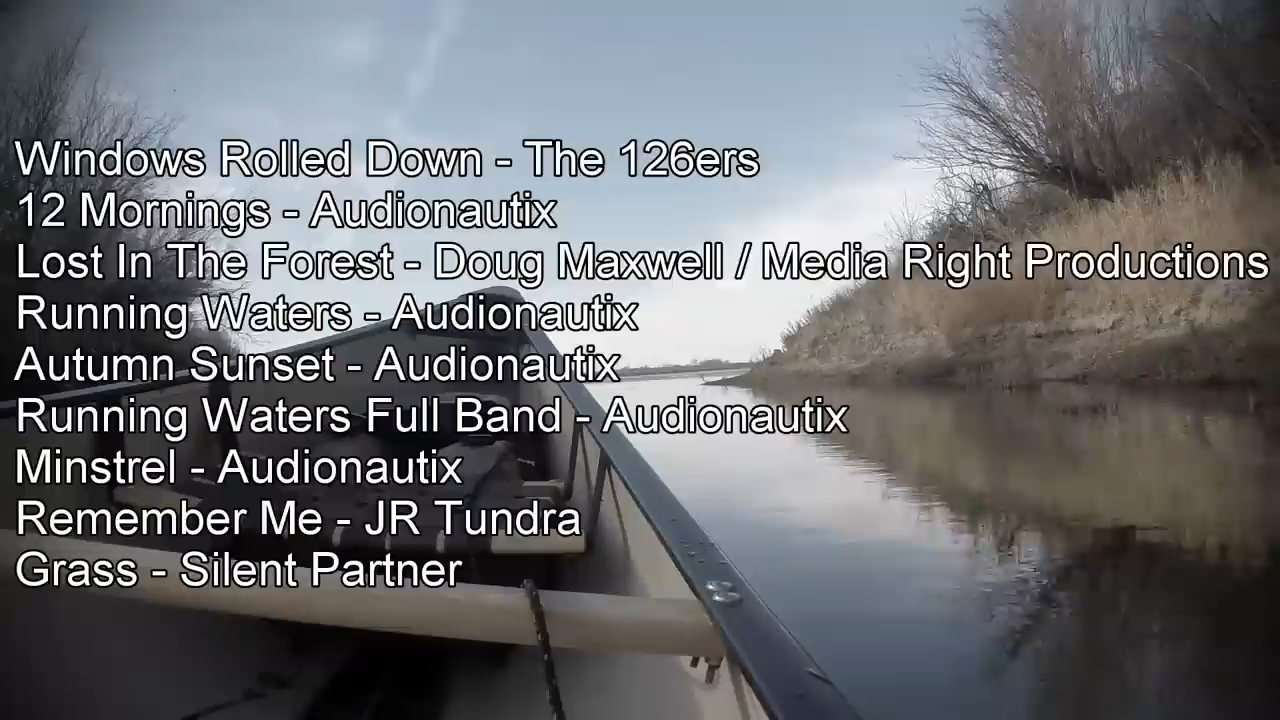 Windows Rolled Down - The 126ers
12 Mornings - Audionautix
Lost In The Forest - Doug Maxwell / Media Right Productions
Running Waters - Audionautix
Autumn Sunset - Audionautix
Running Waters Full Band - Audionautix
Minstrel - Audionautix
Remember Me - JR Tundra
Grass - Silent Partner